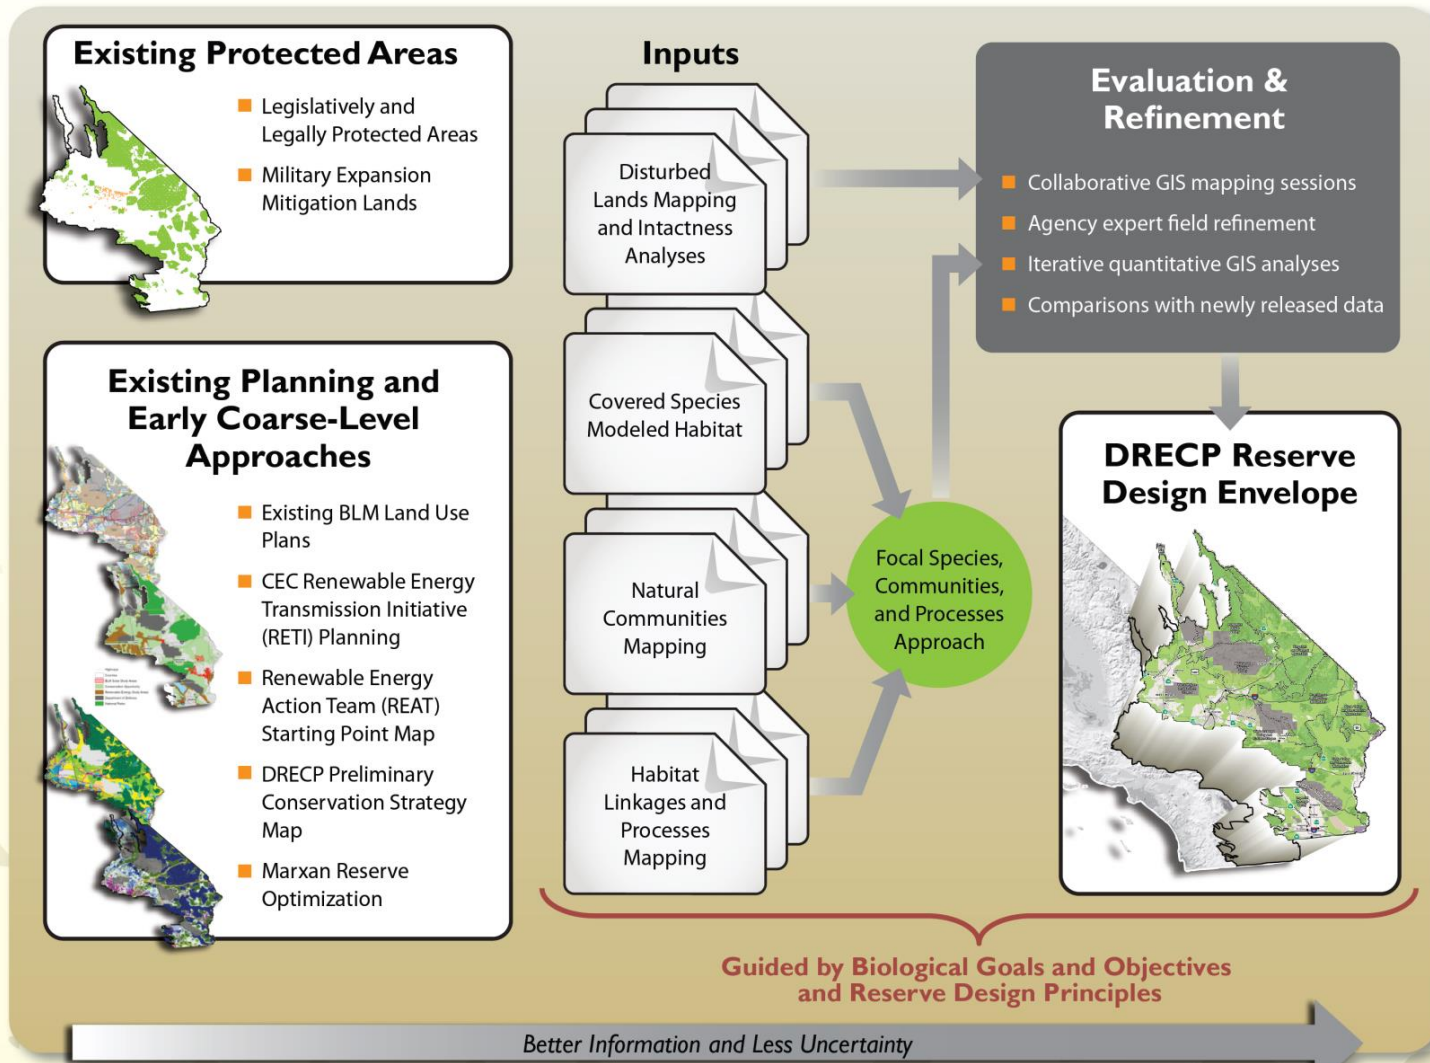 Existing Protected Areas
Legislatively and
Legally Protected Areas
Military Expansion
Mitigation Lands
Existing Planning and
Early Coarse-Level
Approaches
Existing BLM Land Use
Plans
CEC Renewable Energy
Transmission Initiative
(RETI) Planning
Renewable Energy
Action Team (REAT)
Starting Point Map
DRECP Preliminary
Conservation Strategy
Map
Marxan Reserve
Optimization
Inputs
Disturbed
Lands Mapping
and Intactness
Analyses
Covered Species
Modeled Habitat
Natural
Communities
Mapping
Habitat
Linkages and
Processes
Mapping
Focal Species,
Communities,
and Processes
Approach
Evaluation &
Refinement
Collaborative GIS mapping sessions
Agency expert field refinement
Iterative quantitative GIS analyses
Comparisons with newly released data
DRECP Reserve
Design Envelope
Guided by Biological Goals and Objectives
and Reserve Design Principles
Better Information and Less Uncertainty